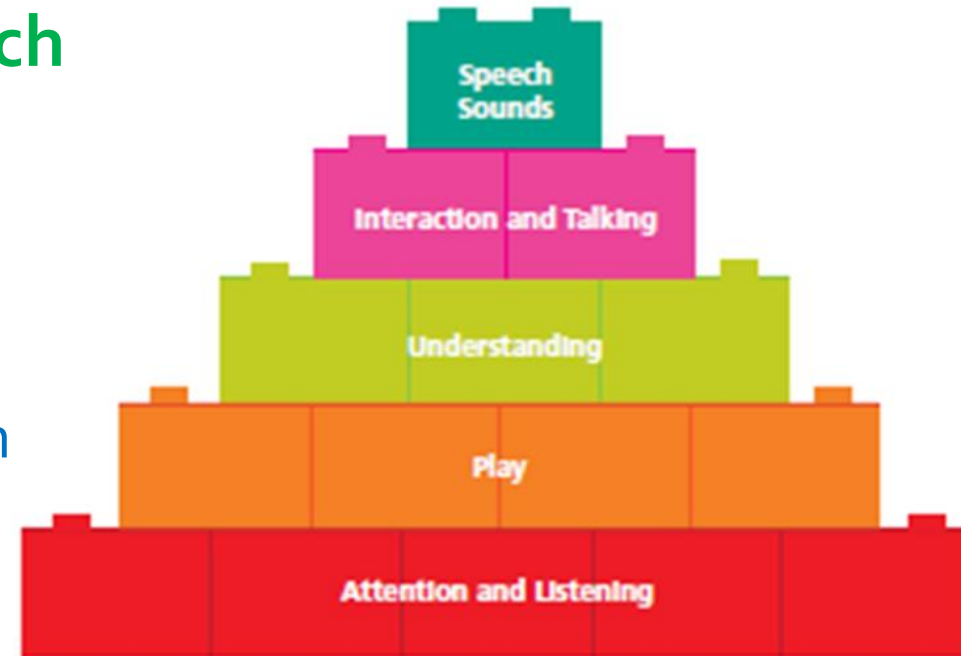 ch
Speech
Sounds
Interaction and Talking
Understanding
n
Play
Attention and Listening